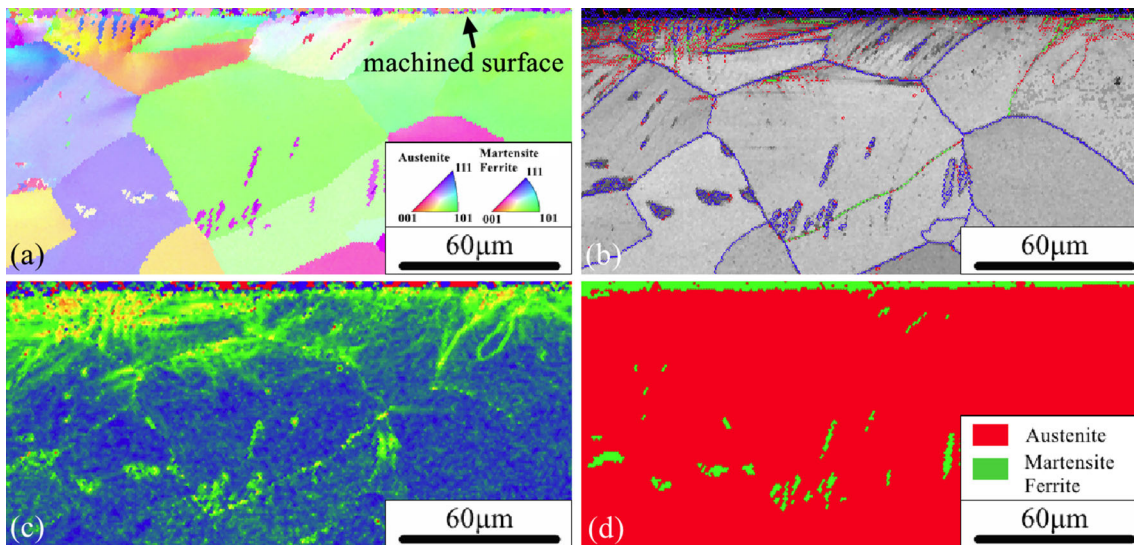 machined surface
Austenite
Martensite
Ferrite
111
111
001
101
001
101
(a)
60μm
(b)
60μm
(c)
60μm
Austenite
Martensite
Ferrite
(d)
60μm